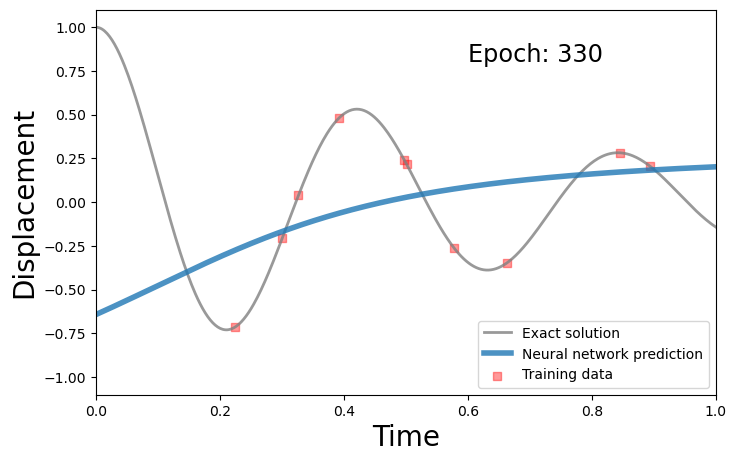 Epoch: 330
Displacement
1.00
0.75
0.50
0.25
0.00
−0.25
−0.50
−0.75
−1.00
Exact solution
Neural network prediction
Training data
0.0 0.2 0.4 0.6 0.8 1.0
Time